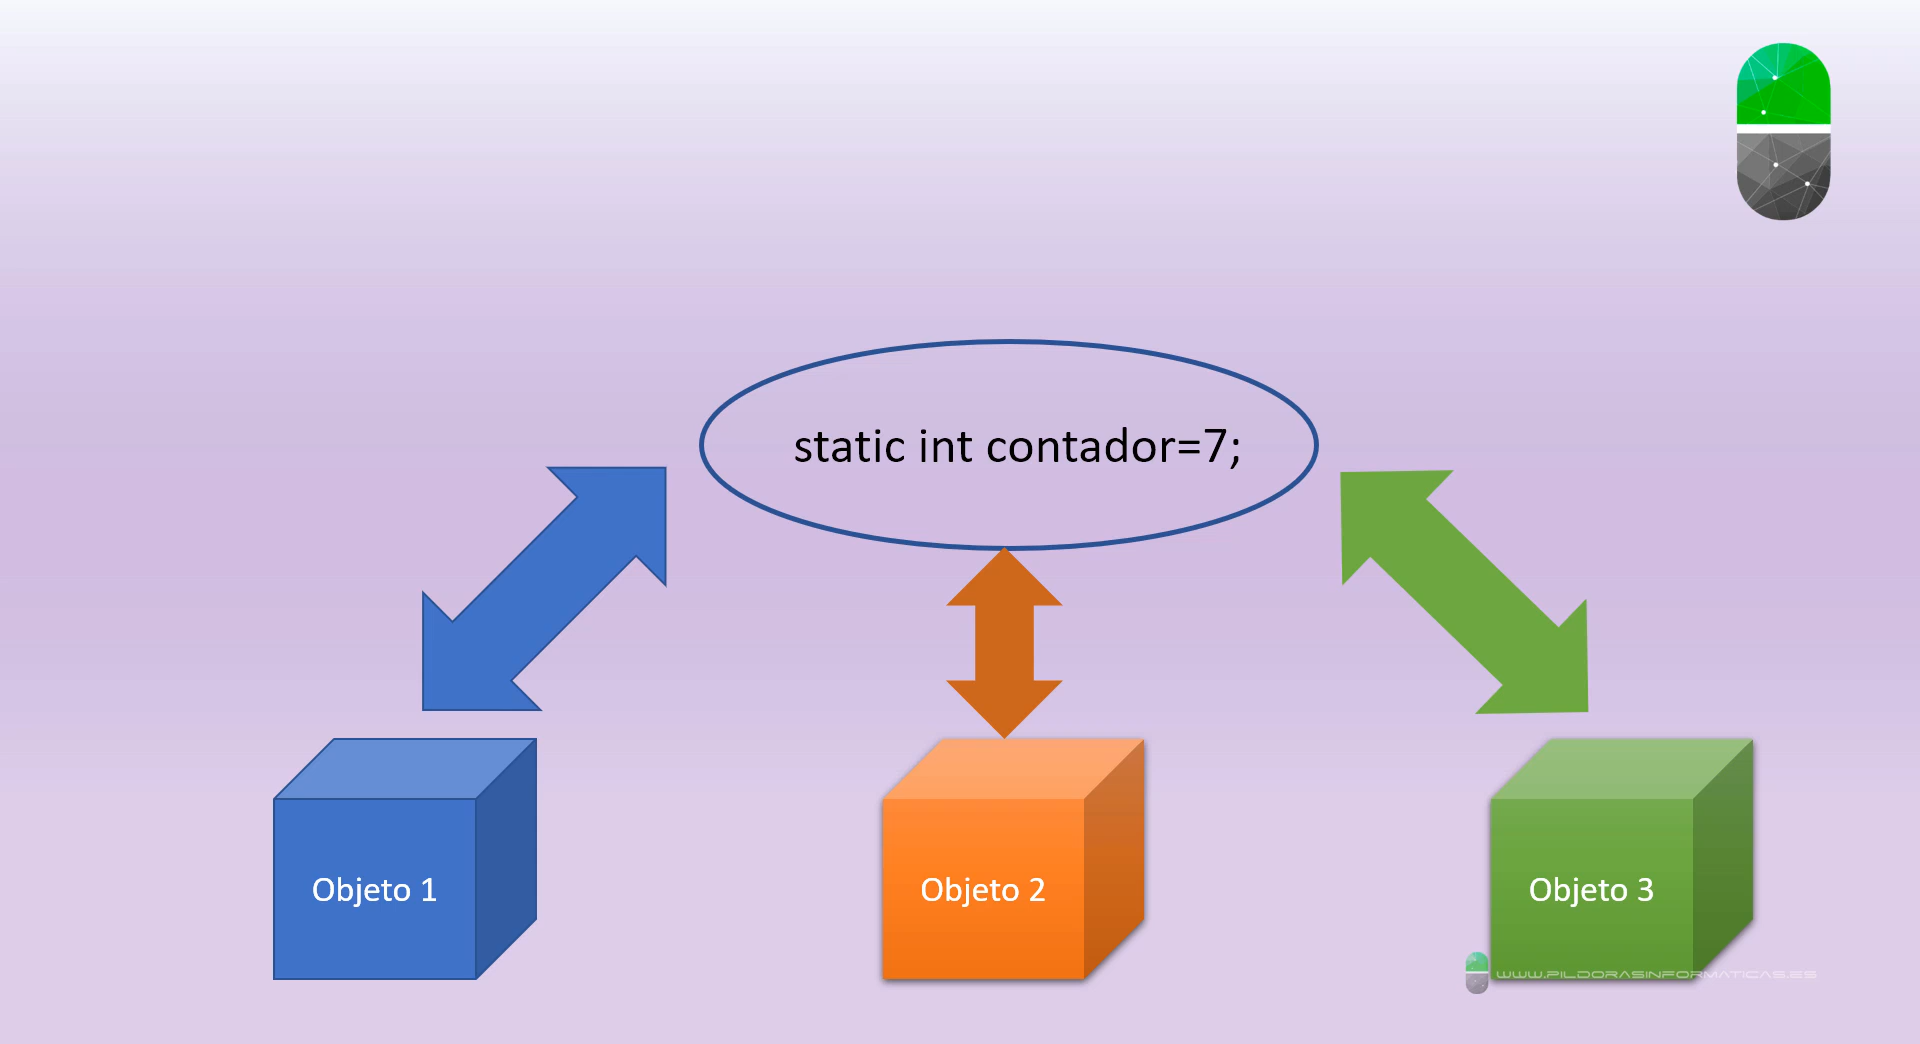 static int contador=7;
Objeto 1
Objeto 2
Objeto 3
WWW.PILDORASINFORMATICAS.ES